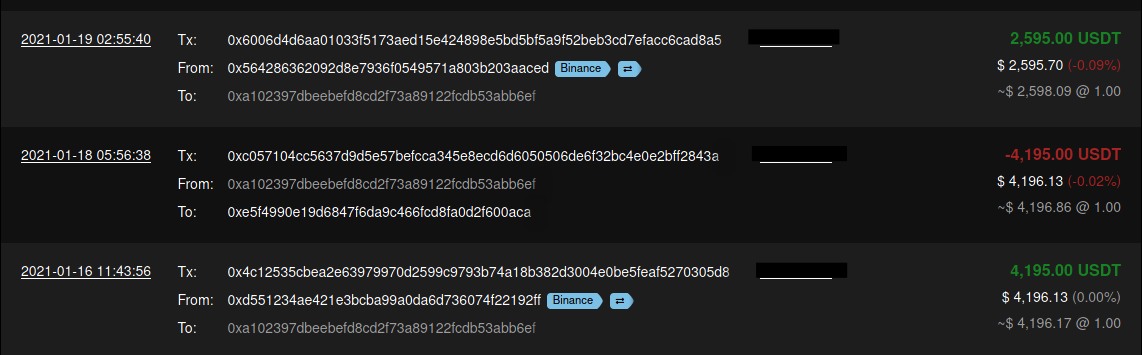 2021-01-19 02:55:40 Tx: 0x6006d4d6aa01033f5173aed15e424898e5bd5bf5a9f52beb3cd7efacc6cad8a5 2,595.00 USDT
From: 0x564286362092d8e7936f0549571a803b203aaced Binance ⇄ $ 2,595.70 (-0.09%)
To: 0xa102397dbeebefd8cd2f73a89122fcdb53abb6ef ~$ 2,598.09 @ 1.00
2021-01-18 05:56:38 Tx: 0xc057104cc5637d9d5e57befcca345e8ecd6d6050506de6f32bc4e0e2bff2843a -4,195.00 USDT
From: 0xa102397dbeebefd8cd2f73a89122fcdb53abb6ef $ 4,196.13 (-0.02%)
To: 0xe5f4990e19d6847f6da9c466fcd8fa0d2f600aca ~$ 4,196.86 @ 1.00
2021-01-16 11:43:56 Tx: 0x4c12535cbea2e63979970d2599c9793b74a18b382d3004e0be5feaf5270305d8 4,195.00 USDT
From: 0xd551234ae421e3bcba99a0da6d736074f22192ff Binance ⇄ $ 4,196.13 (0.00%)
To: 0xa102397dbeebefd8cd2f73a89122fcdb53abb6ef ~$ 4,196.17 @ 1.00